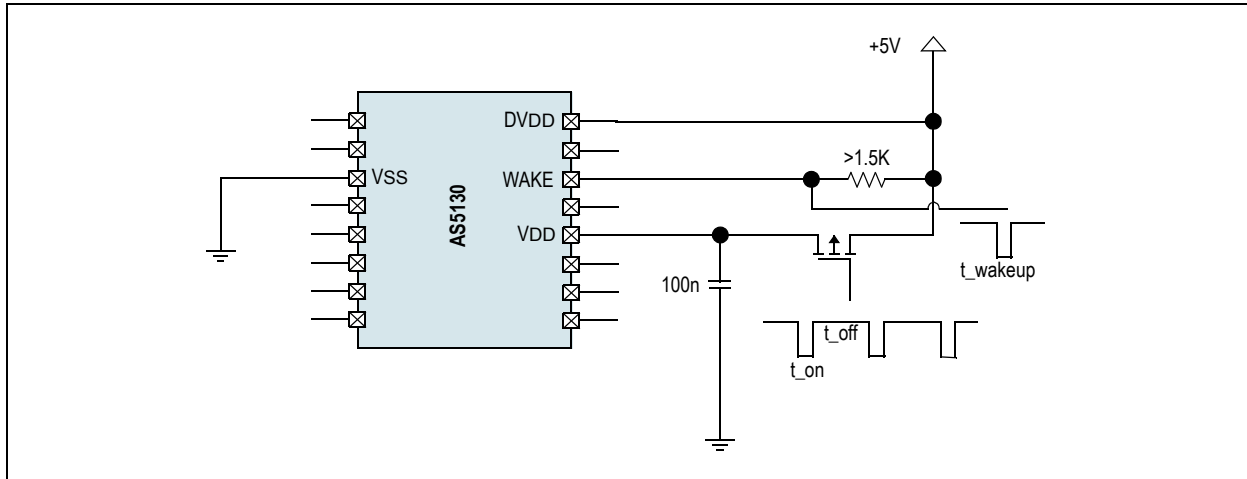 +5V
DVDD
>1.5K
VSS
WAKE
AS5130
VDD
100n
t_wakeup
t_off
t_on